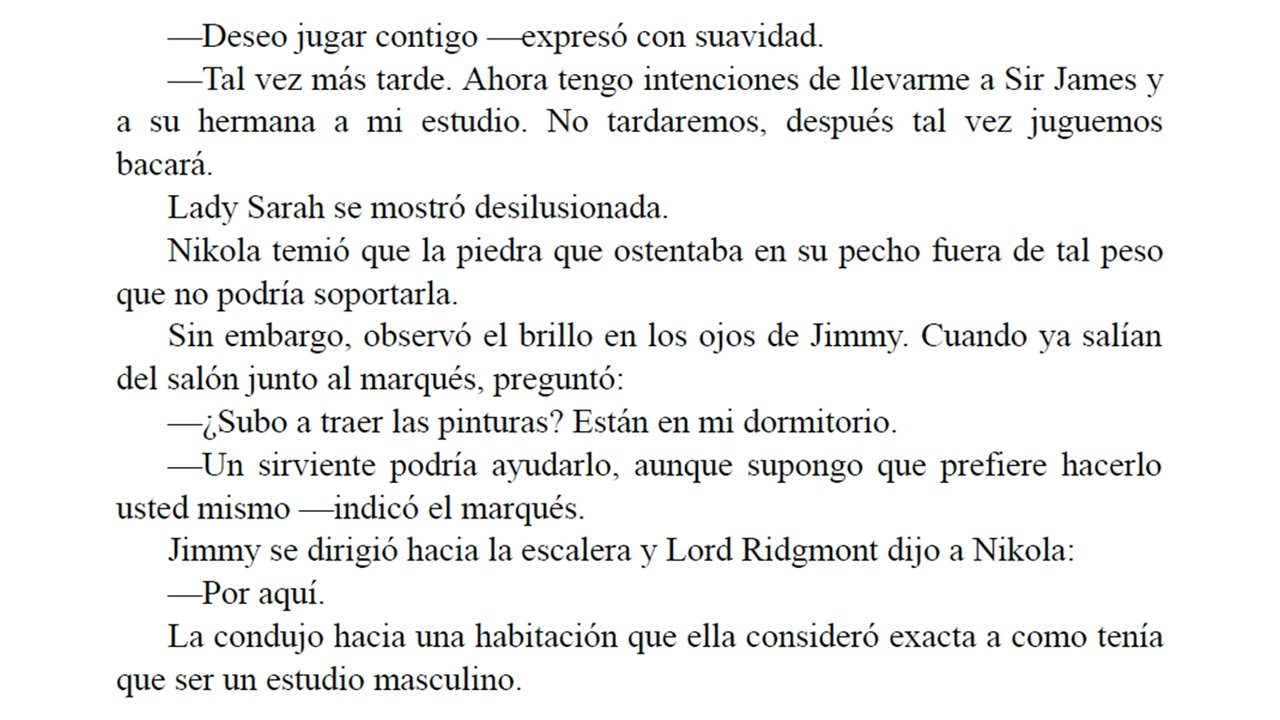 —Deseo jugar contigo —expresó con suavidad.
—Tal vez más tarde. Ahora tengo intenciones de llevarme a Sir James y
a su hermana a mi estudio. No tardaremos, después tal vez juguemos
bacará.
Lady Sarah se mostró desilusionada.
Nikola temió que la piedra que ostentaba en su pecho fuera de tal peso
que no podría soportarla.
Sin embargo, observó el brillo en los ojos de Jimmy. Cuando ya salían
del salón junto al marqués, preguntó:
—¿Subo a traer las pinturas? Están en mi dormitorio.
—Un sirviente podría ayudarlo, aunque supongo que prefiere hacerlo
usted mismo —indicó el marqués.
Jimmy se dirigió hacia la escalera y Lord Ridgmont dijo a Nikola:
—Por aquí.
La condujo hacia una habitación que ella consideró exacta a como tenía
que ser un estudio masculino.